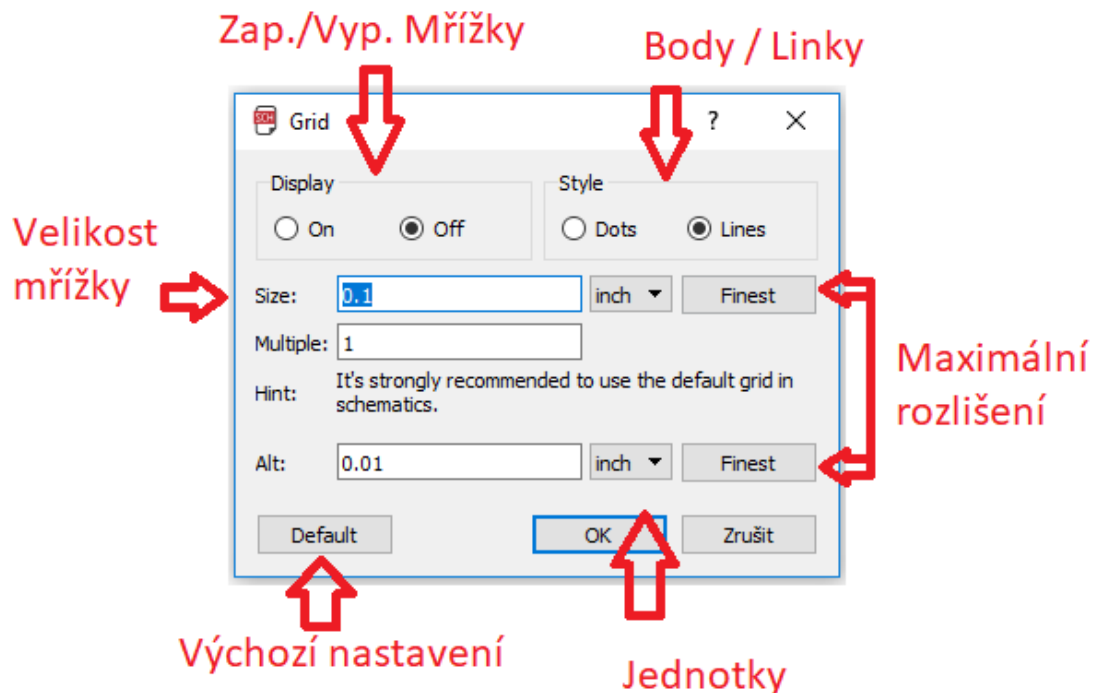 Zap./Vyp. Mřížky
Body / Linky
SCH Grid ? X
Display
Style
On Off
Dots Lines
Velikost
mřížky
Size: 0.1 inch Finest
Multiple: 1
Hint: It's strongly recommended to use the default grid in
schematics.
Maximální
rozlišení
Alt: 0.01 inch Finest
Default OK Zrušit
Výchozí nastavení
Jednotky